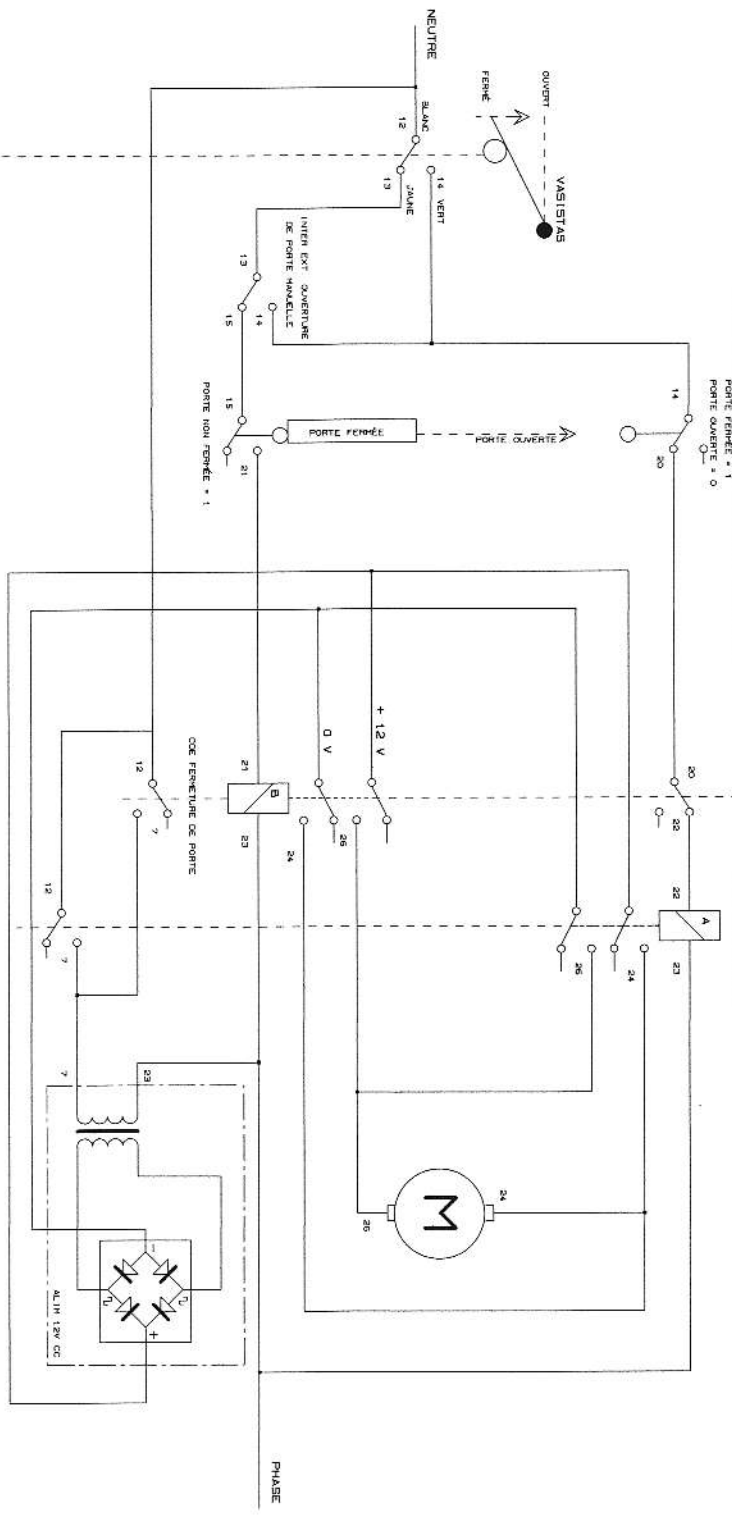 NEUTRE
OUVERT
FERMÉ
VASISTAS
BLANC
12
14 VERT
13
JAUNE
INTER EXT OUVERTURE
DE PORTE MANUELLE
13
14
15
PORTE FERMÉE = 1
PORTE OUVERTE = 0
14
20
PORTE FERMÉE
PORTE OUVERTE
15
21
PORTE NON FERMÉE = 1
+ 12 V
0 V
20
22
22
A
23
24
26
21
B
23
26
24
CDE FERMETURE DE PORTE
12
7
12
7
7
23
24
M
26
-
+
ALIM 12V CC
PHASE